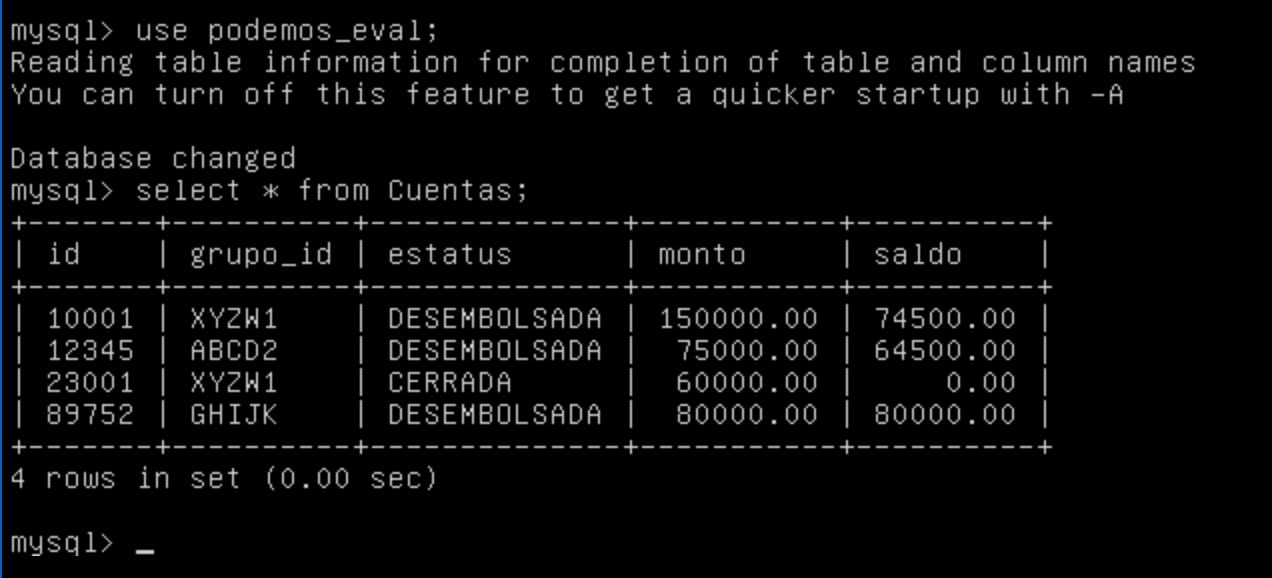 mysql> use podemos_eval;
Reading table information for completion of table and column names
You can turn off this feature to get a quicker startup with -A

Database changed
mysql> select * from Cuentas;
+-------+----------+--------------+-----------+----------+
| id    | grupo_id | estatus      | monto     | saldo    |
+-------+----------+--------------+-----------+----------+
| 10001 | XYZW1    | DESEMBOLSADA | 150000.00 | 74500.00 |
| 12345 | ABCD2    | DESEMBOLSADA |  75000.00 | 64500.00 |
| 23001 | XYZW1    | CERRADA      |  60000.00 |     0.00 |
| 89752 | GHIJK    | DESEMBOLSADA |  80000.00 | 80000.00 |
+-------+----------+--------------+-----------+----------+
4 rows in set (0.00 sec)

mysql> _